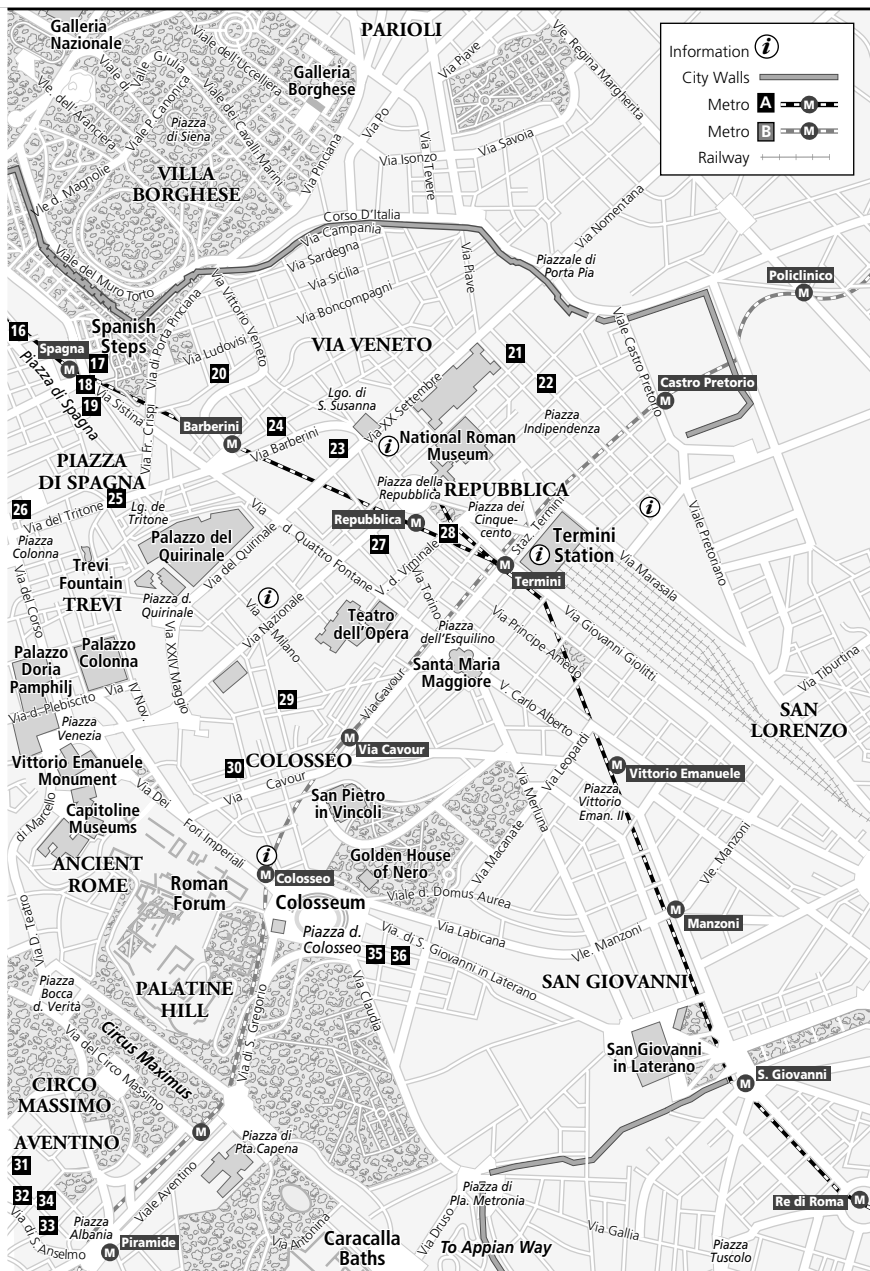 Galleria
Nazionale
PARIOLI
Viale dell'Uccelliera
Via Piave
Vle. Regina Margherita
Information i
City Walls
Metro A M
Metro B M
Railway
Viale di
Valle
Giulia
Galleria
Borghese
Vle. dell'Aranciera
Viale P. Canonica
Piazza
di Siena
Viale dei Cavalli Marini
Via Po
Via Pinciana
Via Isonzo
Via Tevere
Via Savoia
VILLA
BORGHESE
Vle d. Magnolie
Corso D'Italia
Via Campania
Via Nomentana
Viale del Muro Torto
Via Sardegna
Via Sicilia
Via Piave
Piazzale di
Porta Pia
Policlinico
M
Via di Porta Pinciana
Via Vittorio Veneto
Via Boncompagni
Spanish
Steps
16
Spagna
M
17
18
19
Via Ludovisi
20
VIA VENETO
21
22
Viale Castro Pretorio
Castro Pretorio
M
Piazza di Spagna
Via Sistina
Via Fr. Crispi
Lgo. di
S. Susanna
Via XX Settembre
Piazza
Indipendenza
Barberini
M
24
Via Barberini
23
i
National Roman
Museum
PIAZZA
DI SPAGNA
Piazza della
Repubblica
REPUBBLICA
25
26
Via del Tritone
Lg. de
Tritone
Piazza
Colonna
Palazzo del
Quirinale
Via del Quirinale
Via d. Quattro Fontane
Repubblica
M
27
28
Piazza dei
Cinque-
cento
Staz. Termini
Termini
Station
i
i
Viale Pretoriano
Via Marasala
Trevi
Fountain
TREVI
Piazza d.
Quirinale
V. d. Viminale
M
Termini
Via Torino
i
Via del Corso
Via Nazionale
Via Milano
Teatro
dell'Opera
Piazza
dell'Esquilino
Via Principe Amedo
Via Giovanni Giolitti
Palazzo
Doria
Pamphilj
Palazzo
Colonna
Via XXIV Maggio
Santa Maria
Maggiore
Via Tiburtina
Via d. Plebiscito
Via IV Nov.
29
Via Cavour
V. Carlo Alberto
SAN
LORENZO
Piazza
Venezia
M
Via Cavour
Vittorio Emanuele
Monument
30
COLOSSEO
Via Cavour
Via Leopardi
M
Vittorio Emanuele
di Marcello
Via Dei
Fori Imperiali
San Pietro
in Vincoli
Via Merluna
Piazza
Vittorio
Eman. II
Capitoline
Museums
Via Macanate
Vle. Manzoni
ANCIENT
ROME
i
M
Colosseo
Golden House
of Nero
Roman
Forum
Colosseum
Viale d. Domus Aurea
M
Manzoni
Via D. Teatro
Piazza d.
Colosseo
35
36
Via Labicana
Via. di S. Giovanni in Laterano
Vle. Manzoni
Piazza
Bocca
d. Verità
PALATINE
HILL
Via di S. Gregorio
Via Claudia
SAN GIOVANNI
Via del Circo Massimo
Circus Maximus
San Giovanni
in Laterano
CIRCO
MASSIMO
M
S. Giovanni
M
AVENTINO
Piazza di
Pta.Capena
31
32
34
33
Viale Aventino
Piazza
Albania
Via di S. Anselmo
M
Piramide
Via Antonina
Caracalla
Baths
Via Druso
Piazza di
Pla. Metronia
To Appian Way
Via Gallia
Piazza
Tuscolo
Re di Roma
M